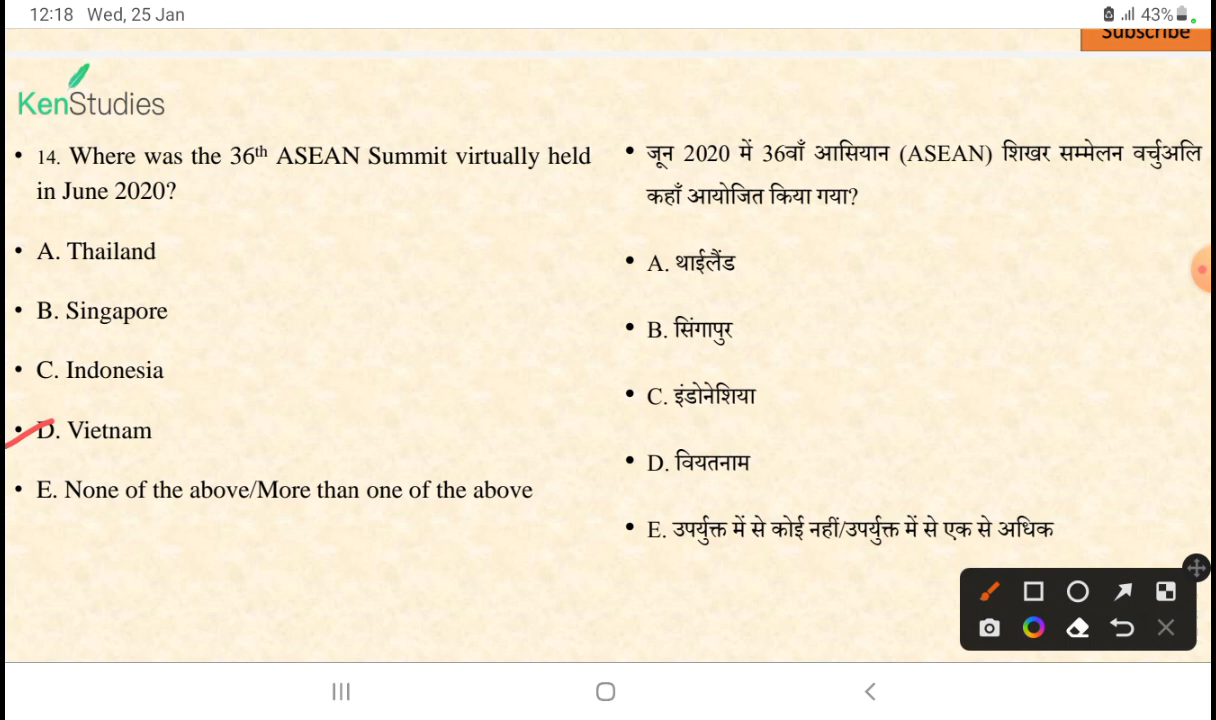 12:18 Wed, 25 Jan
43%
Subscribe
KenStudies
• 14. Where was the 36th ASEAN Summit virtually held
in June 2020?
• A. Thailand
• B. Singapore
• C. Indonesia
• D. Vietnam
• E. None of the above/More than one of the above
• जून 2020 में 36वाँ आसियान (ASEAN) शिखर सम्मेलन वर्चुअलि
कहाँ आयोजित किया गया?
• A. थाईलैंड
• B. सिंगापुर
• C. इंडोनेशिया
• D. वियतनाम
• E. उपर्युक्त में से कोई नहीं/उपर्युक्त में से एक से अधिक